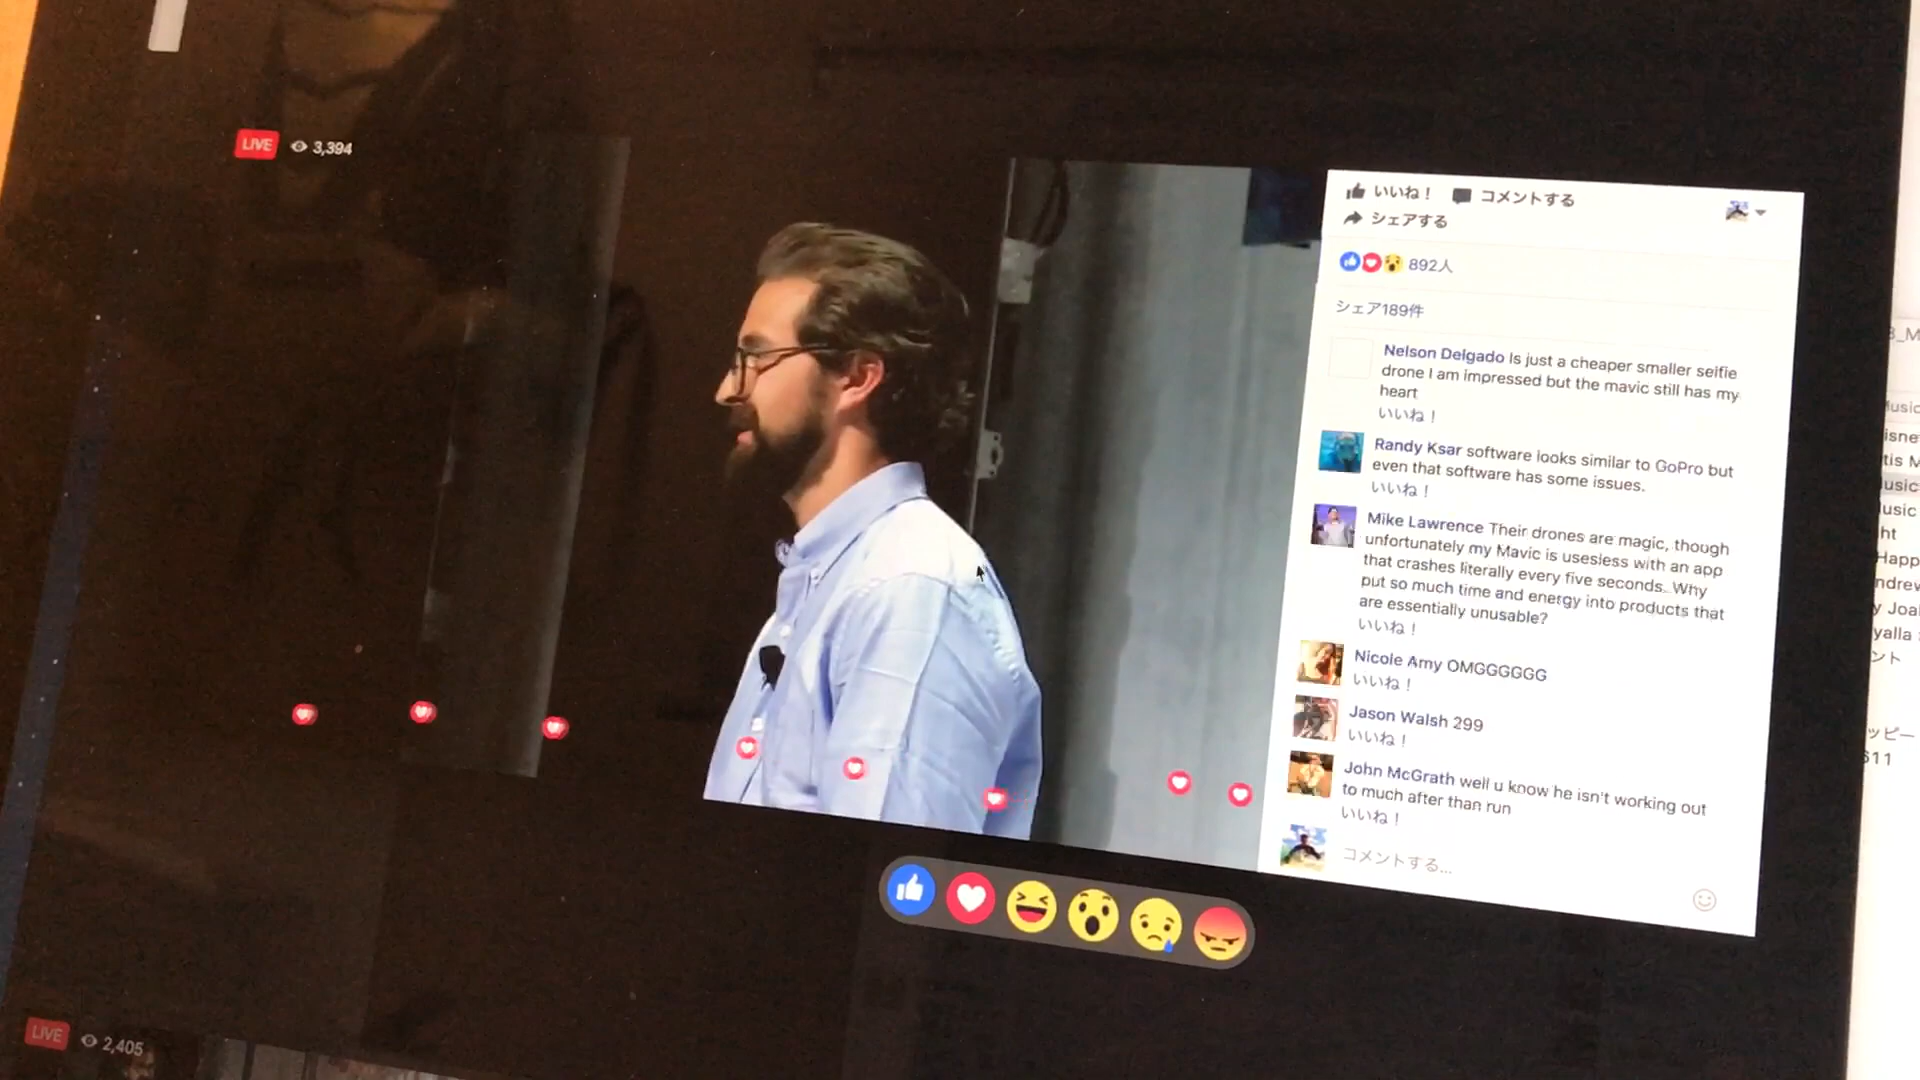 LIVE 3,394
いいね！ コメントする
シェアする
892人
シェア189件
Nelson Delgado Is just a cheaper smaller selfie
drone I am impressed but the mavic still has my
heart
いいね！
Randy Ksar software looks similar to GoPro but
even that software has some issues.
いいね！
Mike Lawrence Their drones are magic, though
unfortunately my Mavic is usesless with an app
that crashes literally every five seconds. Why
put so much time and energy into products that
are essentially unusable?
いいね！
Nicole Amy OMGGGGGG
いいね！
Jason Walsh 299
いいね！
John McGrath well u know he isn't working out
to much after than run
いいね！
コメントする...
LIVE 2,405